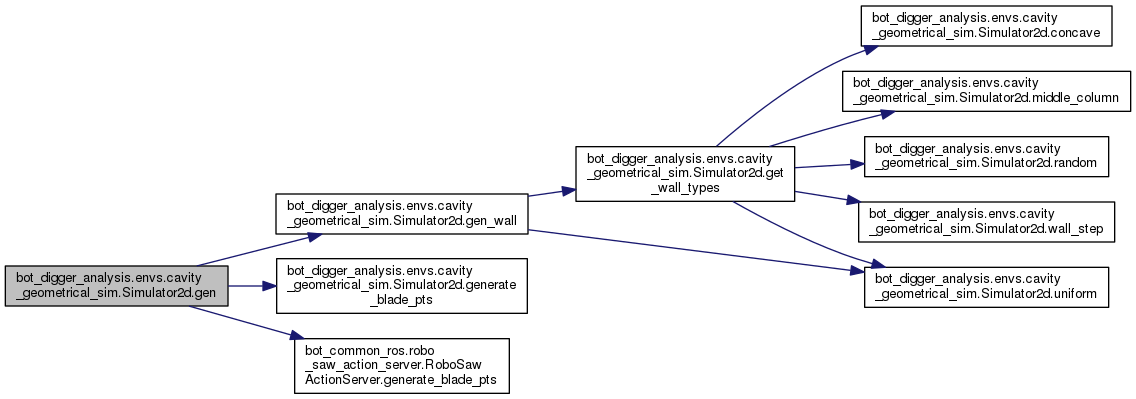 bot_digger_analysis.envs.cavity
_geometrical_sim.Simulator2d.gen
bot_digger_analysis.envs.cavity
_geometrical_sim.Simulator2d.gen_wall
bot_digger_analysis.envs.cavity
_geometrical_sim.Simulator2d.generate
_blade_pts
bot_common_ros.robo
_saw_action_server.RoboSaw
ActionServer.generate_blade_pts
bot_digger_analysis.envs.cavity
_geometrical_sim.Simulator2d.get
_wall_types
bot_digger_analysis.envs.cavity
_geometrical_sim.Simulator2d.concave
bot_digger_analysis.envs.cavity
_geometrical_sim.Simulator2d.middle_column
bot_digger_analysis.envs.cavity
_geometrical_sim.Simulator2d.random
bot_digger_analysis.envs.cavity
_geometrical_sim.Simulator2d.wall_step
bot_digger_analysis.envs.cavity
_geometrical_sim.Simulator2d.uniform